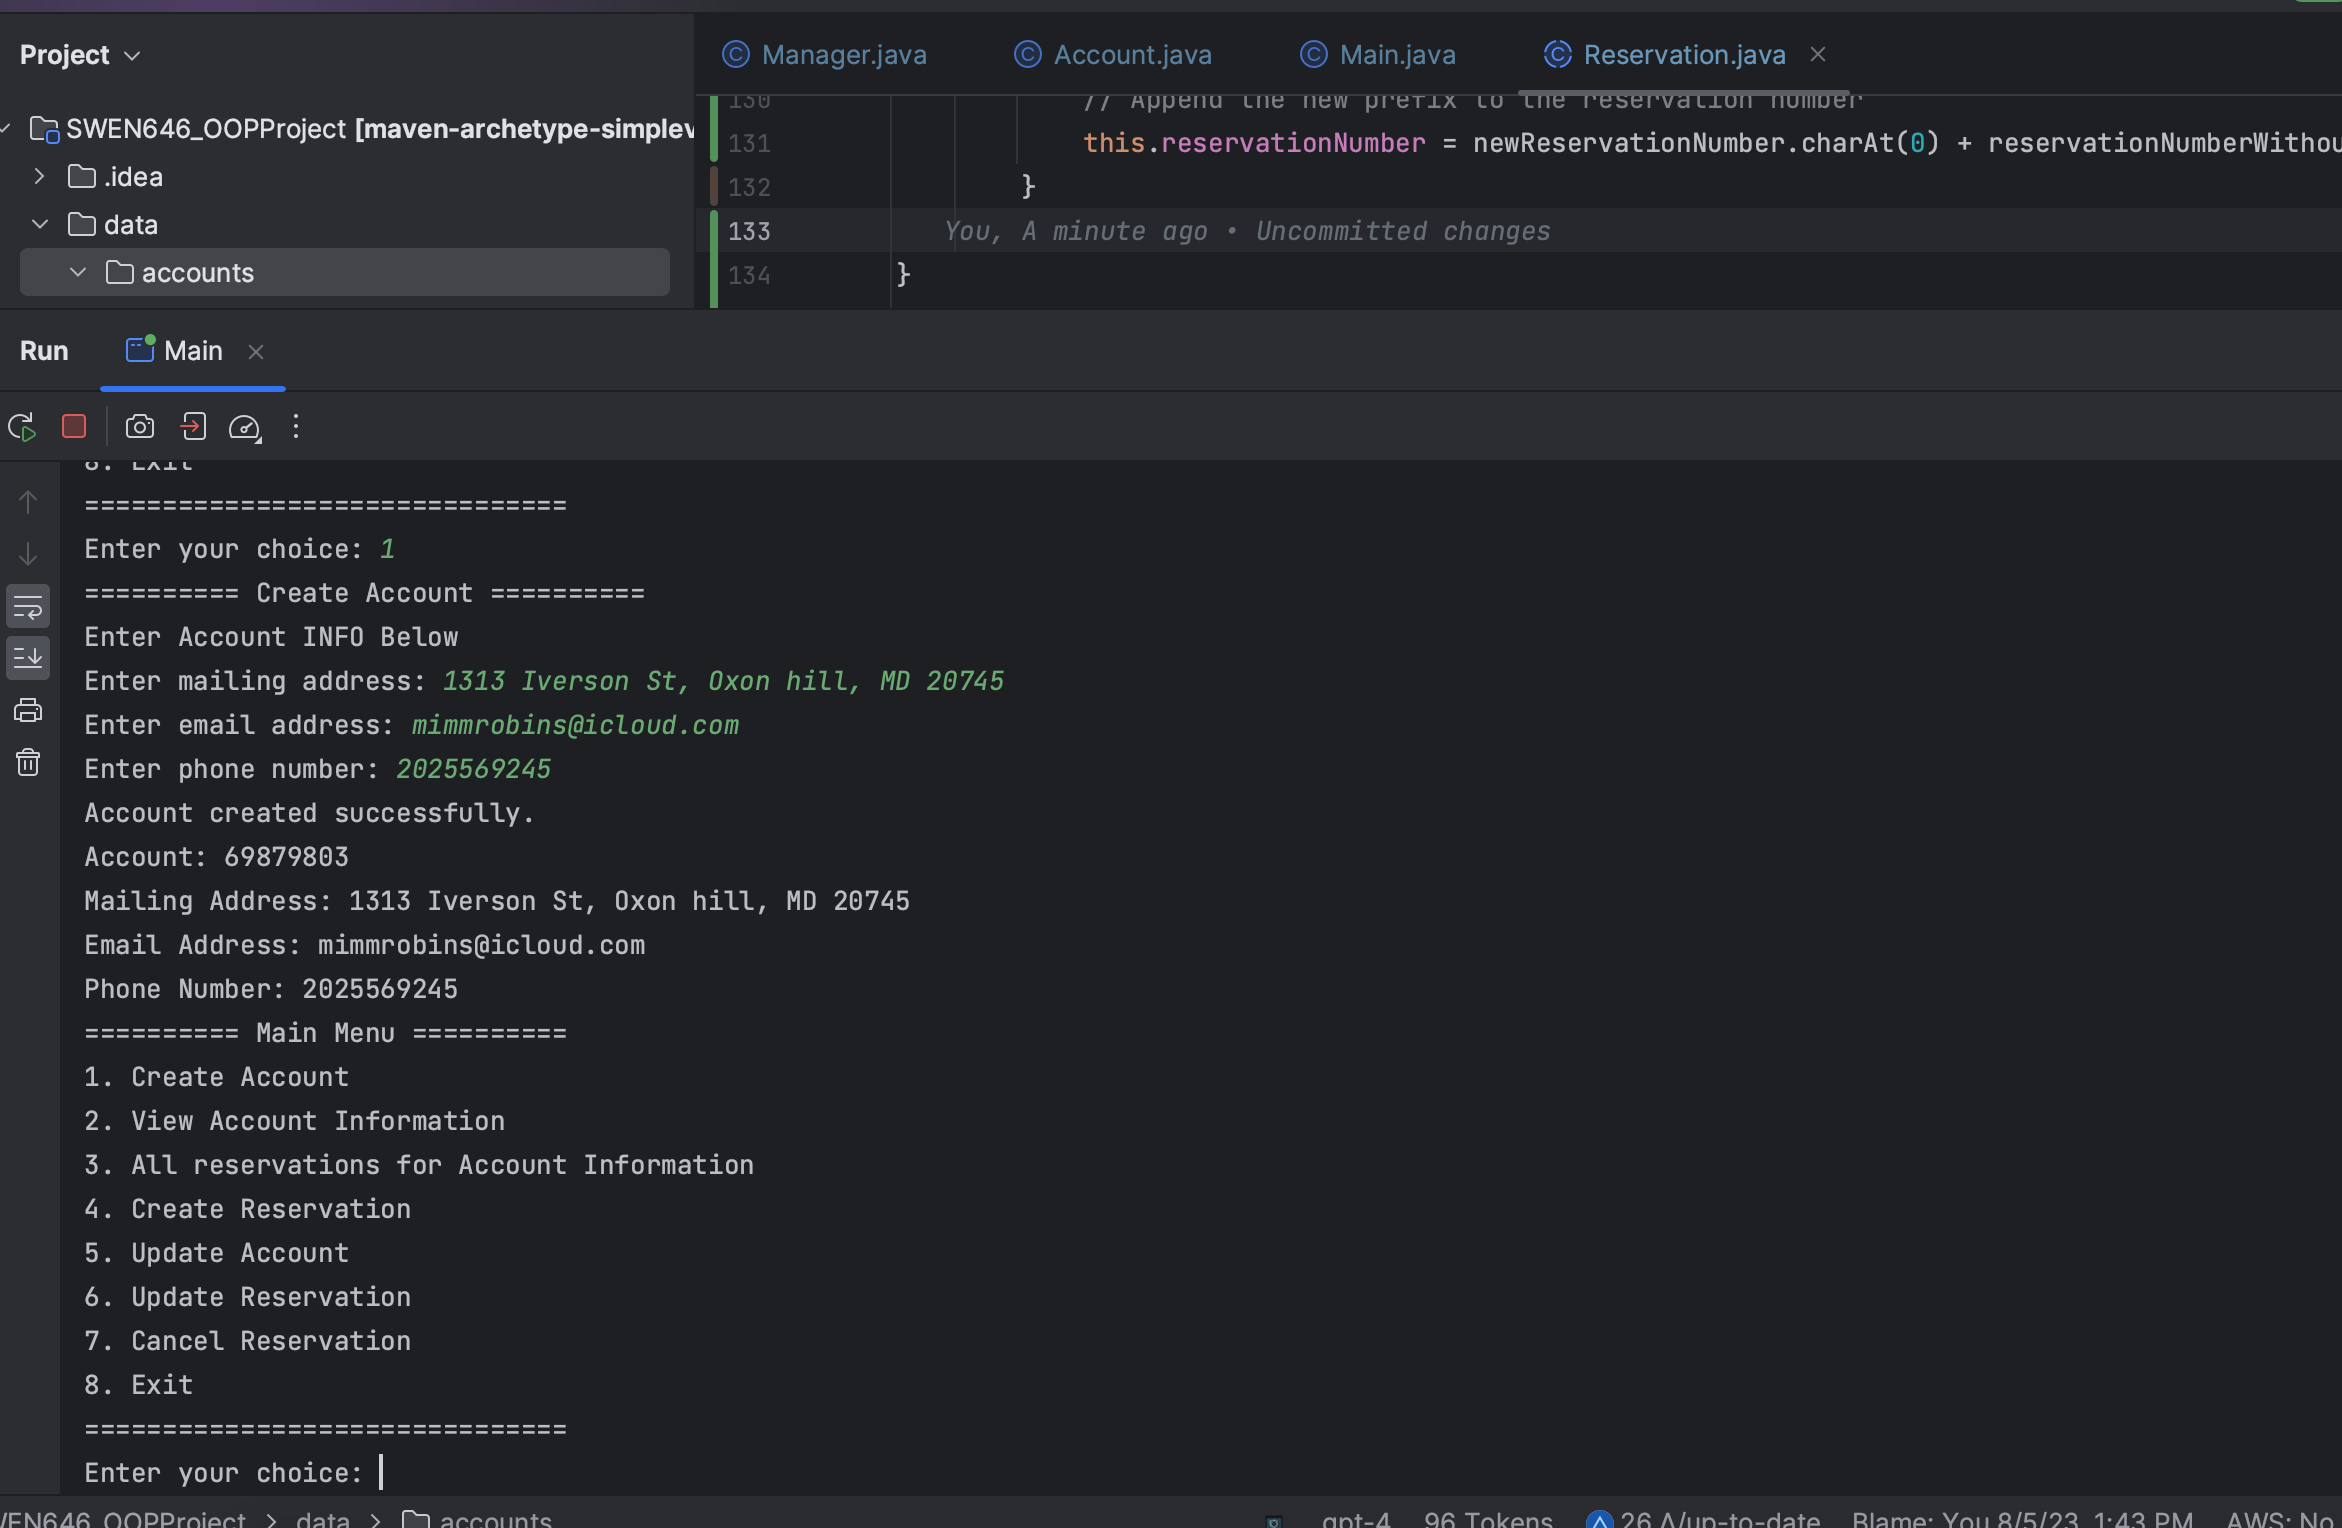 Project
Manager.java
Account.java
Main.java
Reservation.java
SWEN646_OOPProject [maven-archetype-simplev
.idea
data
accounts
130 // Append the new prefix to the reservation number
131 this.reservationNumber = newReservationNumber.charAt(0) + reservationNumberWithou
132 }
133 You, A minute ago • Uncommitted changes
134 }
Run Main
8. Exit
===============================
Enter your choice: 1
========== Create Account ==========
Enter Account INFO Below
Enter mailing address: 1313 Iverson St, Oxon hill, MD 20745
Enter email address: mimmrobins@icloud.com
Enter phone number: 2025569245
Account created successfully.
Account: 69879803
Mailing Address: 1313 Iverson St, Oxon hill, MD 20745
Email Address: mimmrobins@icloud.com
Phone Number: 2025569245
========== Main Menu ==========
1. Create Account
2. View Account Information
3. All reservations for Account Information
4. Create Reservation
5. Update Account
6. Update Reservation
7. Cancel Reservation
8. Exit
===============================
Enter your choice:
WEN646_OOPProject > data > accounts
gpt-4 96 Tokens 26 Δ/up-to-date Blame: You 8/5/23, 1:43 PM AWS: No